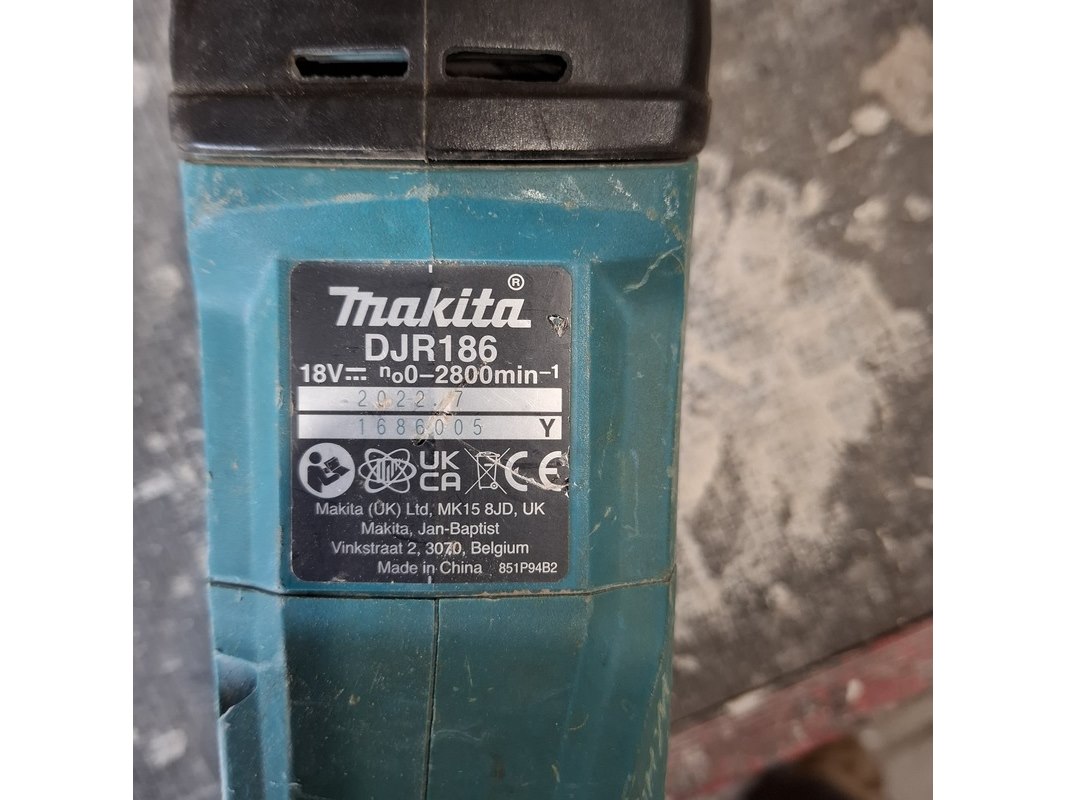 makita®
DJR186
18V⎓ n₀0–2800min⁻¹
2022.7
1686005 Y
UK
CA CE
Makita (UK) Ltd, MK15 8JD, UK
Makita, Jan-Baptist
Vinkstraat 2, 3070, Belgium
Made in China 851P94B2